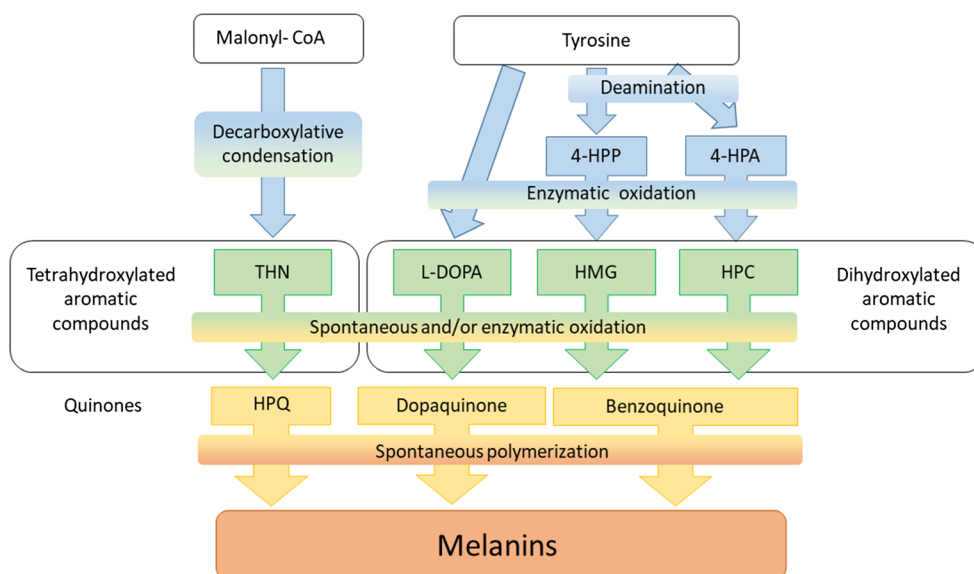 Malonyl- CoA
Tyrosine
Deamination
Decarboxylative
condensation
4-HPP
4-HPA
Enzymatic oxidation
Tetrahydroxylated
aromatic
compounds
THN
L-DOPA
HMG
HPC
Dihydroxylated
aromatic
compounds
Spontaneous and/or enzymatic oxidation
Quinones
HPQ
Dopaquinone
Benzoquinone
Spontaneous polymerization
Melanins